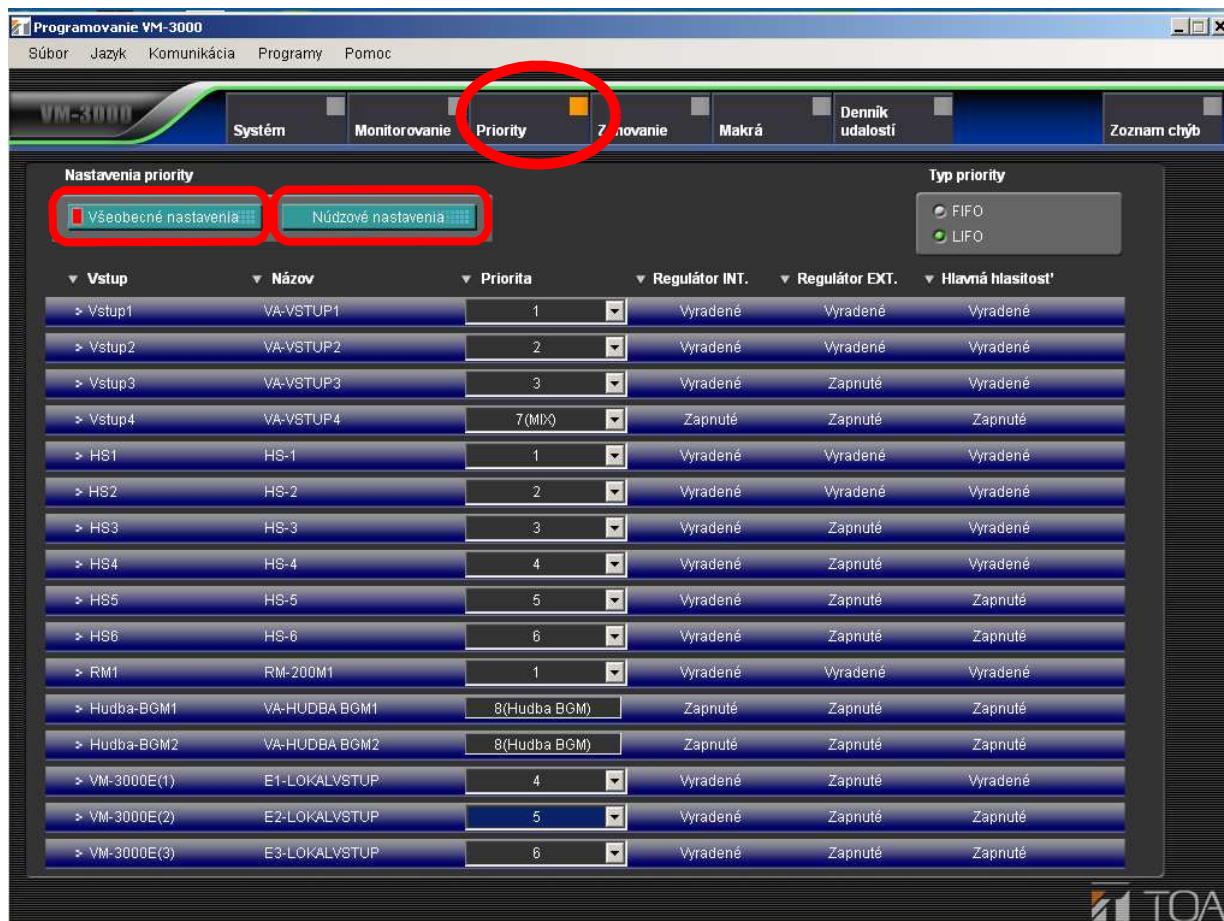 Programovanie VM-3000
Súbor Jazyk Komunikácia Programy Pomoc
VM-3000
Systém Monitorovanie Priority Makrá Denník udalostí Zoznam chýb
Nastavenia priority Typ priority
Všeobecné nastavenia Núdzové nastavenia
FIFO
LIFO
Vstup Názov Priorita Regulátor INT. Regulátor EXT. Hlavná hlasitosť
> Vstup1 VA-VSTUP1 1 Vyradené Vyradené Vyradené
> Vstup2 VA-VSTUP2 2 Vyradené Vyradené Vyradené
> Vstup3 VA-VSTUP3 3 Vyradené Zapnuté Vyradené
> Vstup4 VA-VSTUP4 7(MIX) Zapnuté Zapnuté Zapnuté
> HS1 HS-1 1 Vyradené Vyradené Vyradené
> HS2 HS-2 2 Vyradené Vyradené Vyradené
> HS3 HS-3 3 Vyradené Zapnuté Vyradené
> HS4 HS-4 4 Vyradené Zapnuté Vyradené
> HS5 HS-5 5 Vyradené Zapnuté Zapnuté
> HS6 HS-6 6 Vyradené Zapnuté Zapnuté
> RM1 RM-200M1 1 Vyradené Vyradené Vyradené
> Hudba-BGM1 VA-HUDBA BGM1 8(Hudba BGM) Zapnuté Zapnuté Zapnuté
> Hudba-BGM2 VA-HUDBA BGM2 8(Hudba BGM) Zapnuté Zapnuté Zapnuté
> VM-3000E(1) E1-LOKALVSTUP 4 Vyradené Zapnuté Vyradené
> VM-3000E(2) E2-LOKALVSTUP 5 Vyradené Zapnuté Zapnuté
> VM-3000E(3) E3-LOKALVSTUP 6 Vyradené Zapnuté Zapnuté
TOA